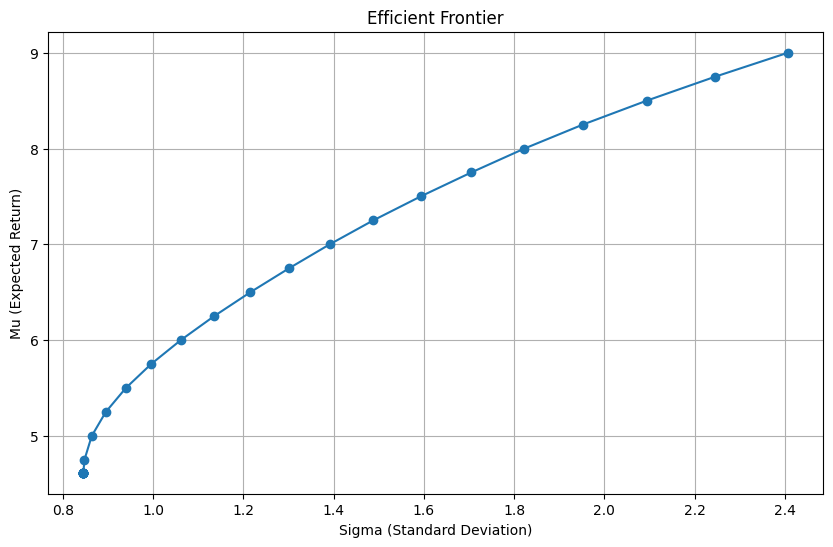 Efficient Frontier
Mu (Expected Return)
9
8
7
6
5
0.8 1.0 1.2 1.4 1.6 1.8 2.0 2.2 2.4
Sigma (Standard Deviation)